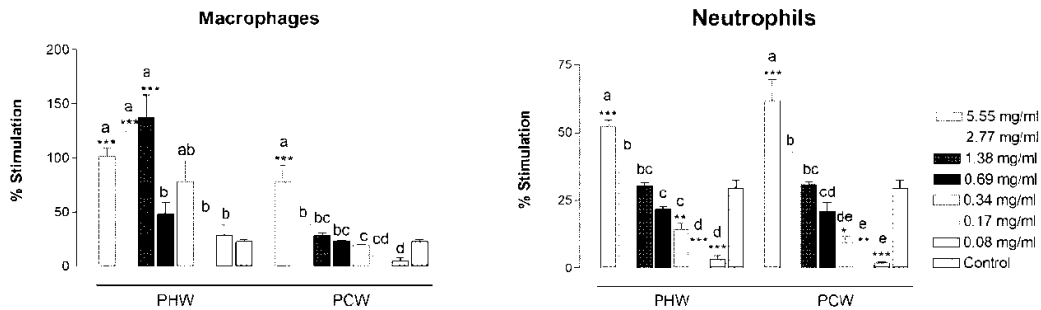 Macrophages
Neutrophils
% Stimulation
200
150
100
50
0
a
***
a
***
a
***
b
ab
b
b
a
***
b
bc
bc
c
cd
d
PHW
PCW
% Stimulation
75
50
25
0
a
***
b
bc
c
c
**
d
***
d
***
a
***
b
bc
cd
de
*
e
**
e
***
PHW
PCW
5.55 mg/ml
2.77 mg/ml
1.38 mg/ml
0.69 mg/ml
0.34 mg/ml
0.17 mg/ml
0.08 mg/ml
Control